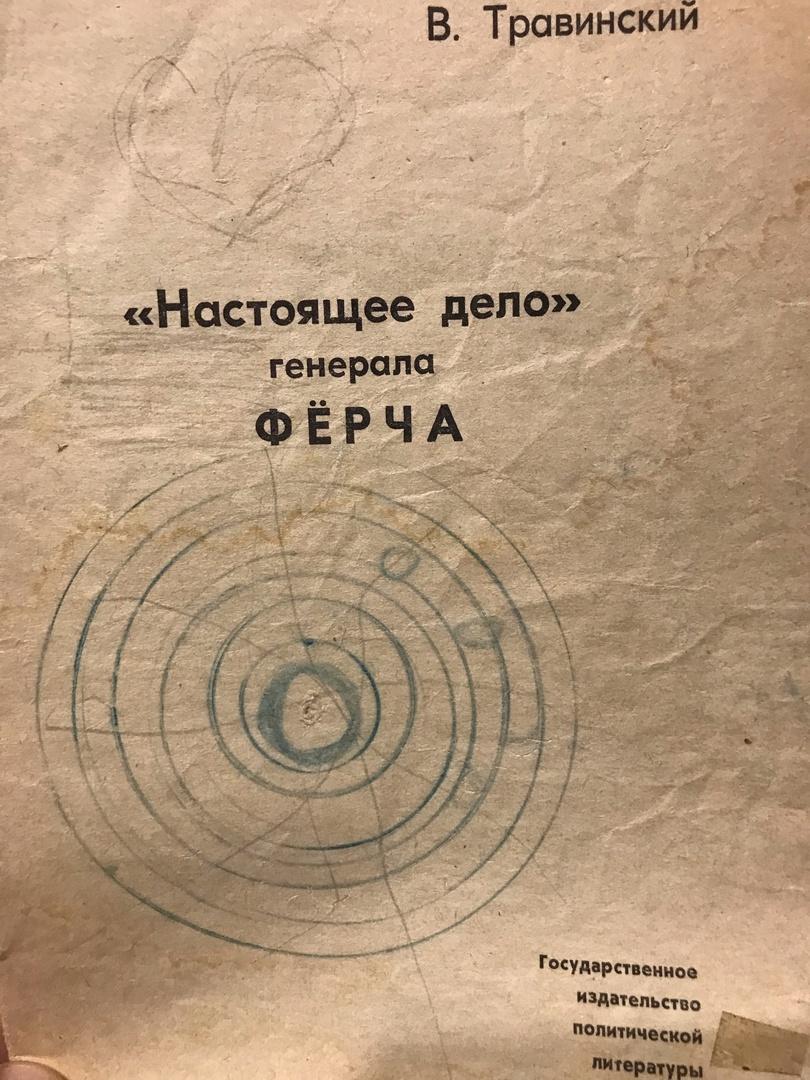 В. Травинский
«Настоящее дело»
генерала
ФЁРЧА
Государственное
издательство
политической
литературы